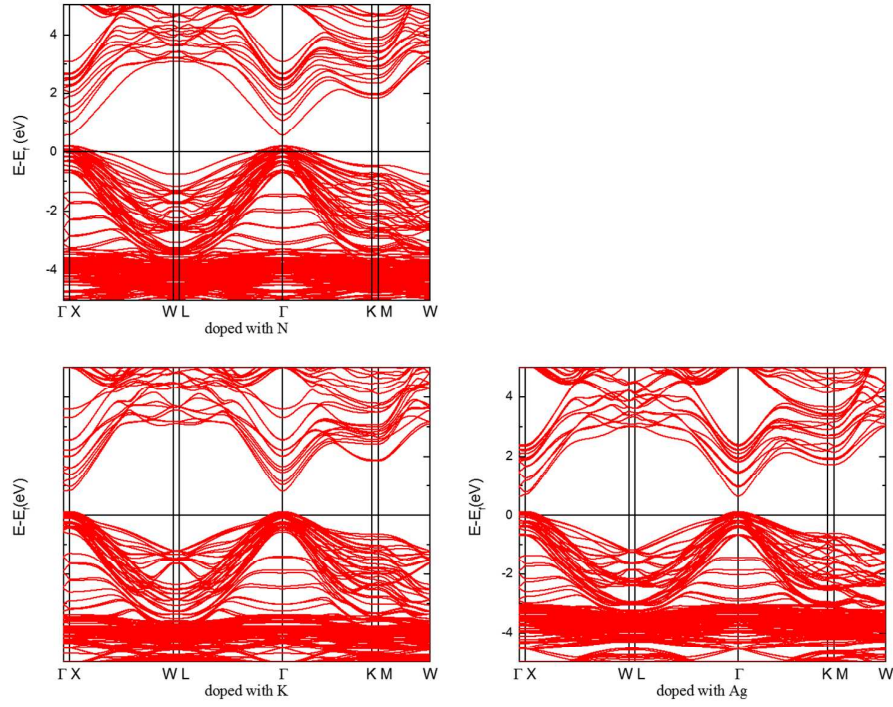 4
2
0
-2
-4
E-E_f (eV)
Γ X W L Γ K M W
doped with N
E-E_f(eV)
Γ X W L Γ K M W
doped with K
4
2
0
-2
-4
E-E_f(eV)
Γ X W L Γ K M W
doped with Ag